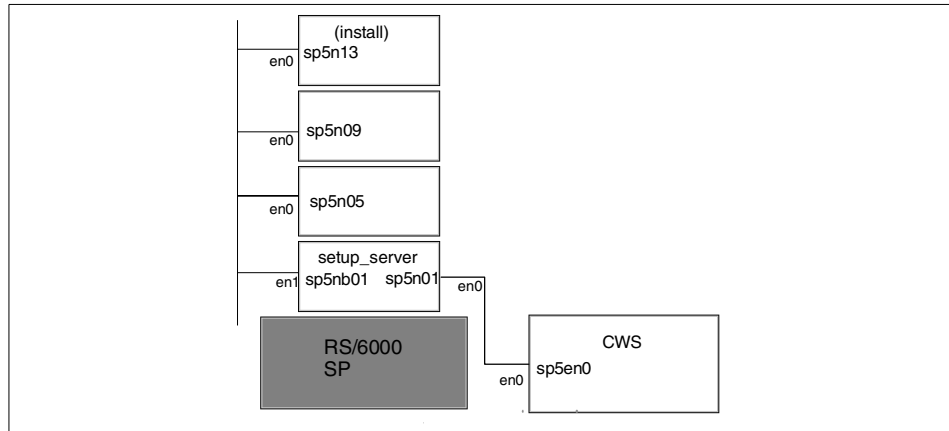 (install)
sp5n13
en0
sp5n09
en0
sp5n05
en0
setup_server
en1 sp5nb01 sp5n01 en0
RS/6000
SP
CWS
en0 sp5en0